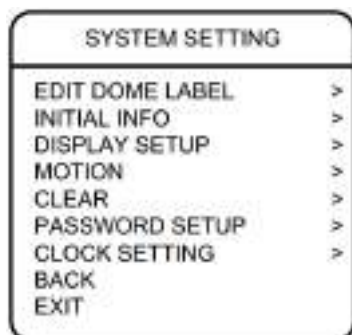 SYSTEM SETTING
EDIT DOME LABEL >
INITIAL INFO >
DISPLAY SETUP >
MOTION >
CLEAR >
PASSWORD SETUP >
CLOCK SETTING >
BACK
EXIT